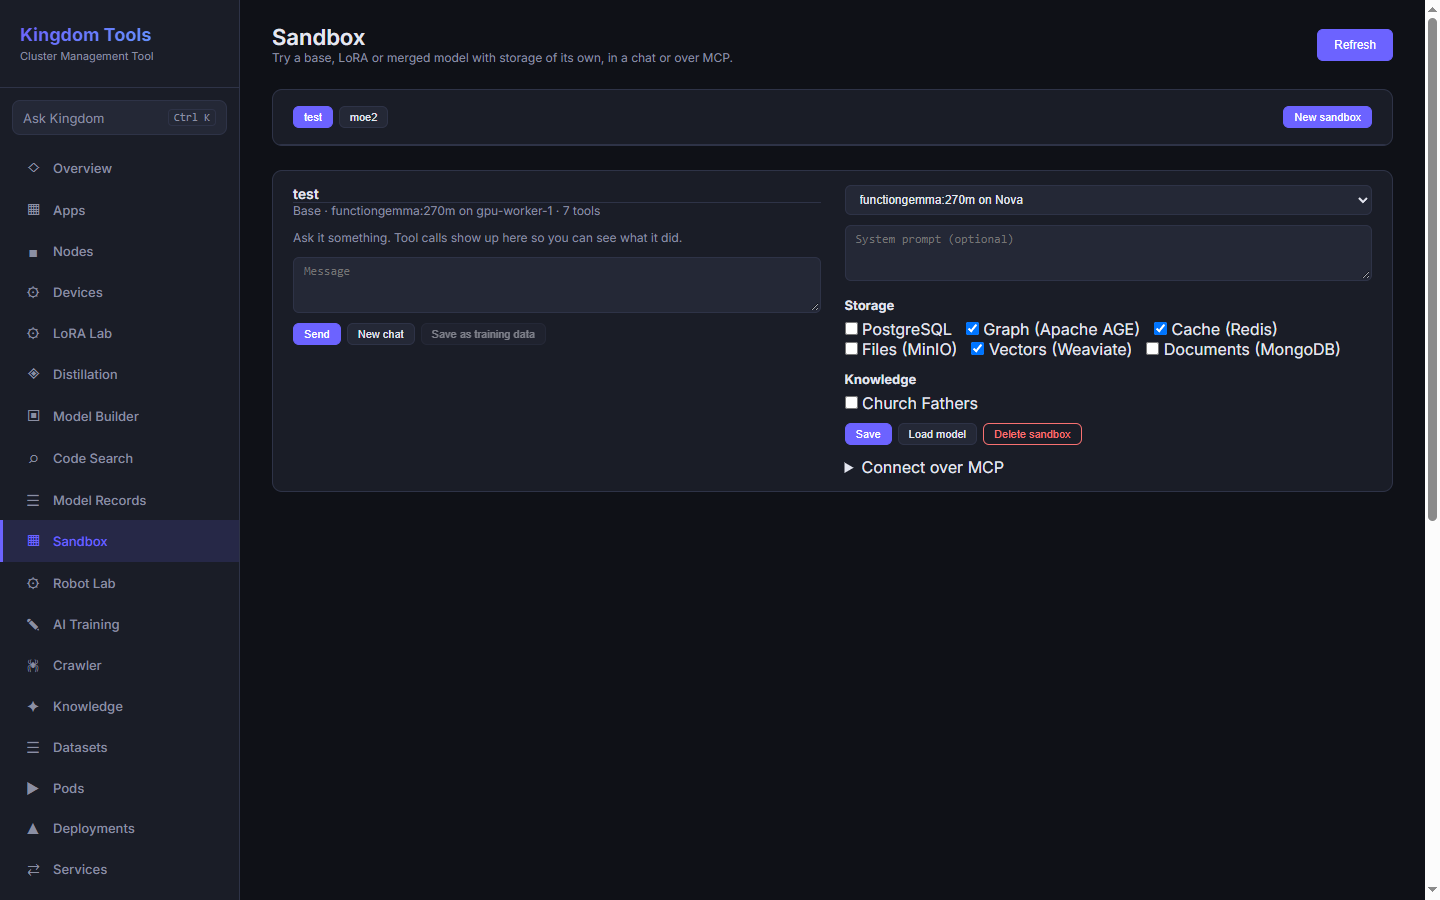 Kingdom Tools
Cluster Management Tool
Ask Kingdom Ctrl K
Overview
Apps
Nodes
Devices
LoRA Lab
Distillation
Model Builder
Code Search
Model Records
Sandbox
Robot Lab
AI Training
Crawler
Knowledge
Datasets
Pods
Deployments
Services
Sandbox
Try a base, LoRA or merged model with storage of its own, in a chat or over MCP.
Refresh
test moe2 New sandbox
test
Base · functiongemma:270m on gpu-worker-1 · 7 tools
Ask it something. Tool calls show up here so you can see what it did.
Message
Send New chat Save as training data
functiongemma:270m on Nova
System prompt (optional)
Storage
PostgreSQL Graph (Apache AGE) Cache (Redis)
Files (MinIO) Vectors (Weaviate) Documents (MongoDB)
Knowledge
Church Fathers
Save Load model Delete sandbox
Connect over MCP